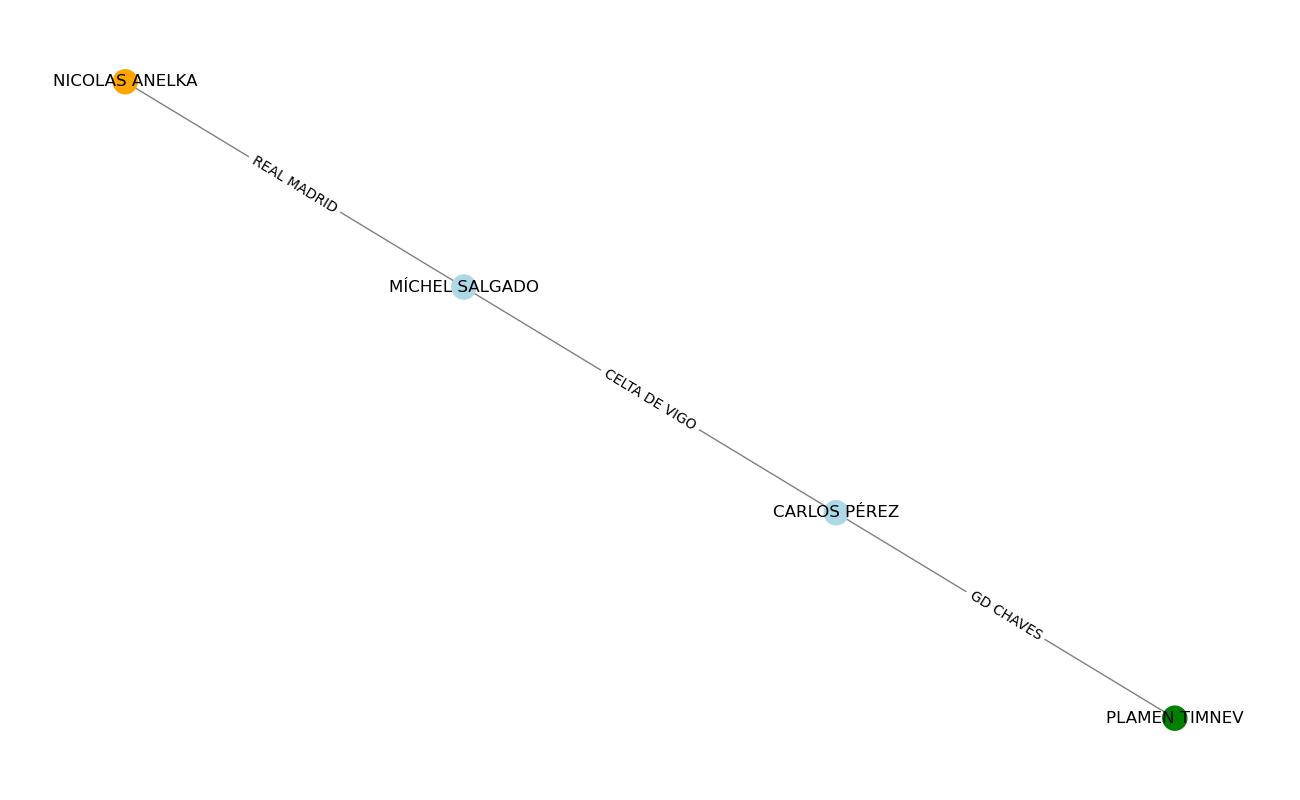 NICOLAS ANELKA
REAL MADRID
MÍCHEL SALGADO
CELTA DE VIGO
CARLOS PÉREZ
GD CHAVES
PLAMEN TIMNEV